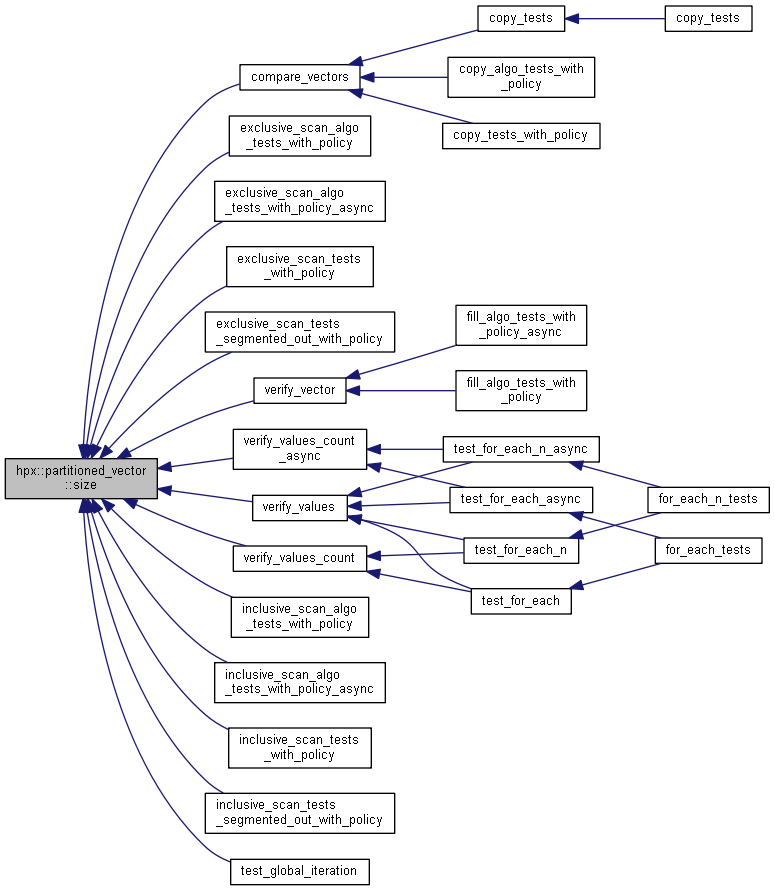 copy_tests
copy_tests
compare_vectors
copy_algo_tests_with
_policy
copy_tests_with_policy
exclusive_scan_algo
_tests_with_policy
exclusive_scan_algo
_tests_with_policy_async
exclusive_scan_tests
_with_policy
exclusive_scan_tests
_segmented_out_with_policy
fill_algo_tests_with
_policy_async
verify_vector
fill_algo_tests_with
_policy
verify_values_count
_async
test_for_each_n_async
hpx::partitioned_vector
::size
verify_values
test_for_each_async
for_each_n_tests
verify_values_count
test_for_each_n
for_each_tests
test_for_each
inclusive_scan_algo
_tests_with_policy
inclusive_scan_algo
_tests_with_policy_async
inclusive_scan_tests
_with_policy
inclusive_scan_tests
_segmented_out_with_policy
test_global_iteration